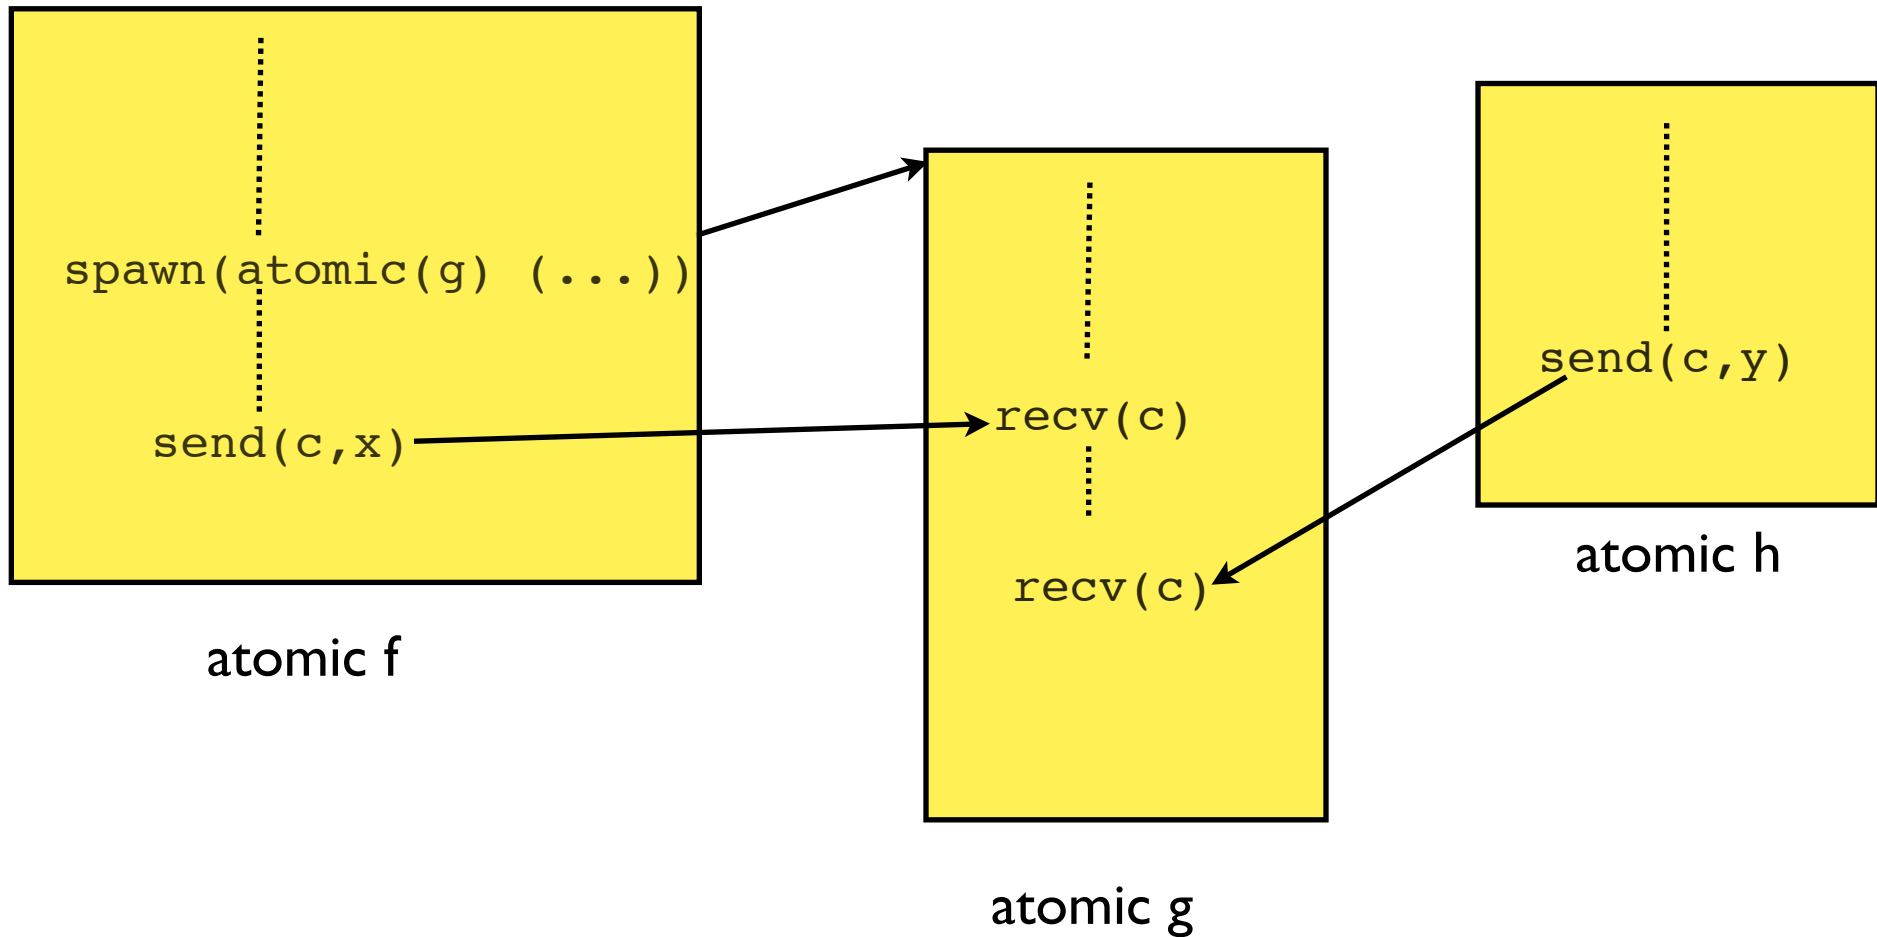 spawn(atomic(g) (...))
send(c,x)
atomic f
recv(c)
recv(c)
atomic g
send(c,y)
atomic h